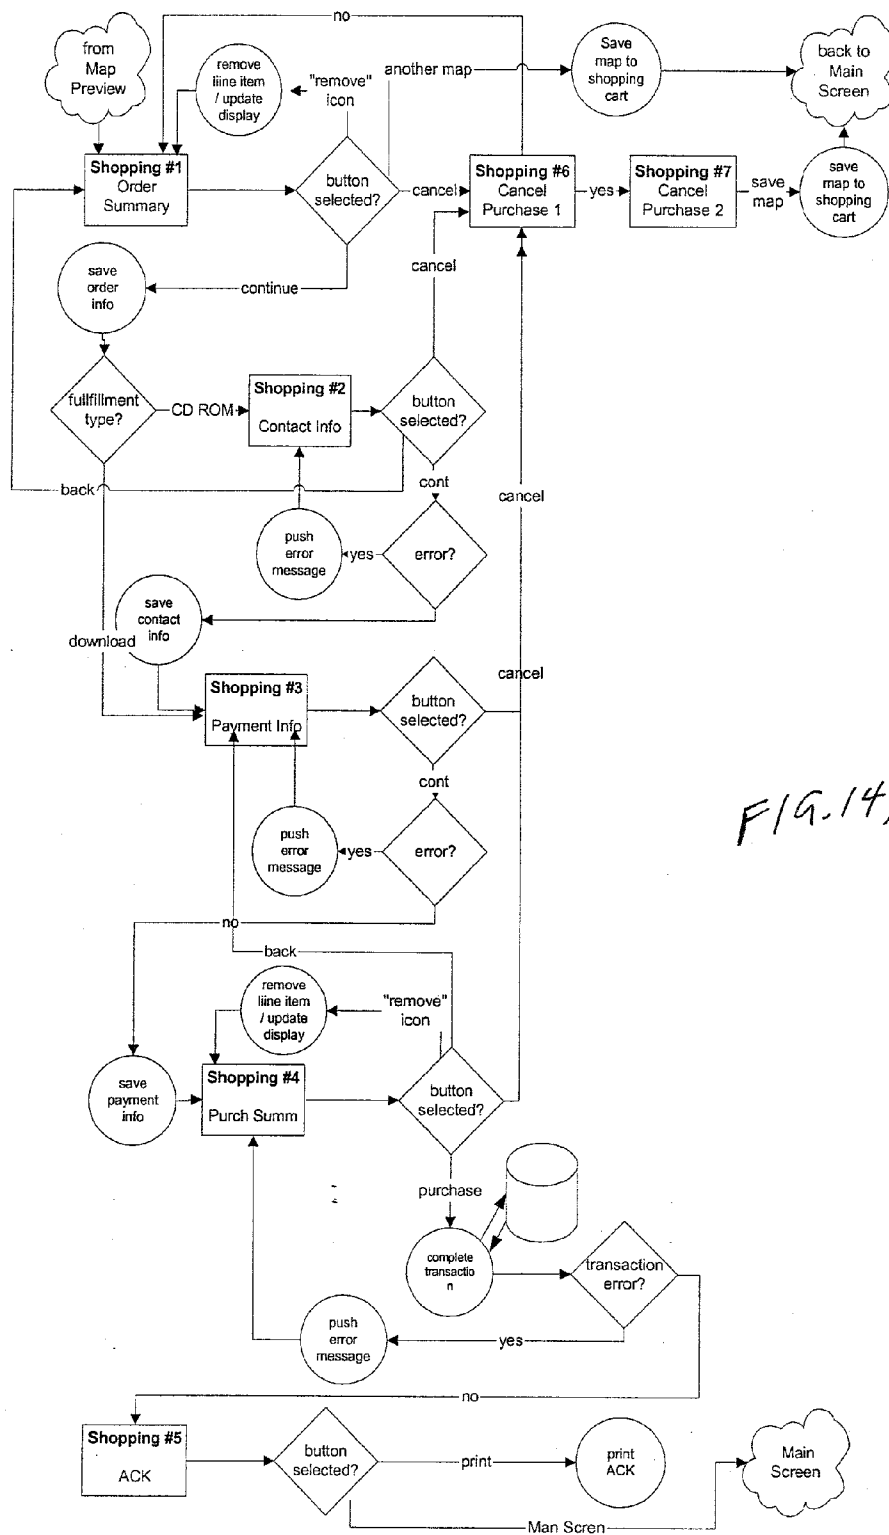 no
from
Map
Preview
remove
liine item
/ update
display
"remove"
icon
another map
Save
map to
shopping
cart
back to
Main
Screen
Shopping #1
Order
Summary
button
selected?
cancel
Shopping #6
Cancel
Purchase 1
yes
Shopping #7
Cancel
Purchase 2
save
map
save
map to
shopping
cart
save
order
info
continue
cancel
fullfillment
type?
CD ROM
Shopping #2
Contact Info
button
selected?
back
cont
cancel
push
error
message
yes
error?
save
contact
info
download
Shopping #3
Payment Info
button
selected?
cancel
cont
push
error
message
yes
error?
FIG. 14,
no
back
remove
liine item
/ update
display
"remove"
icon
save
payment
info
Shopping #4
Purch Summ
button
selected?
purchase
complete
transactio
n
transaction
error?
push
error
message
yes
no
Shopping #5
ACK
button
selected?
print
print
ACK
Main
Screen
Man Scren